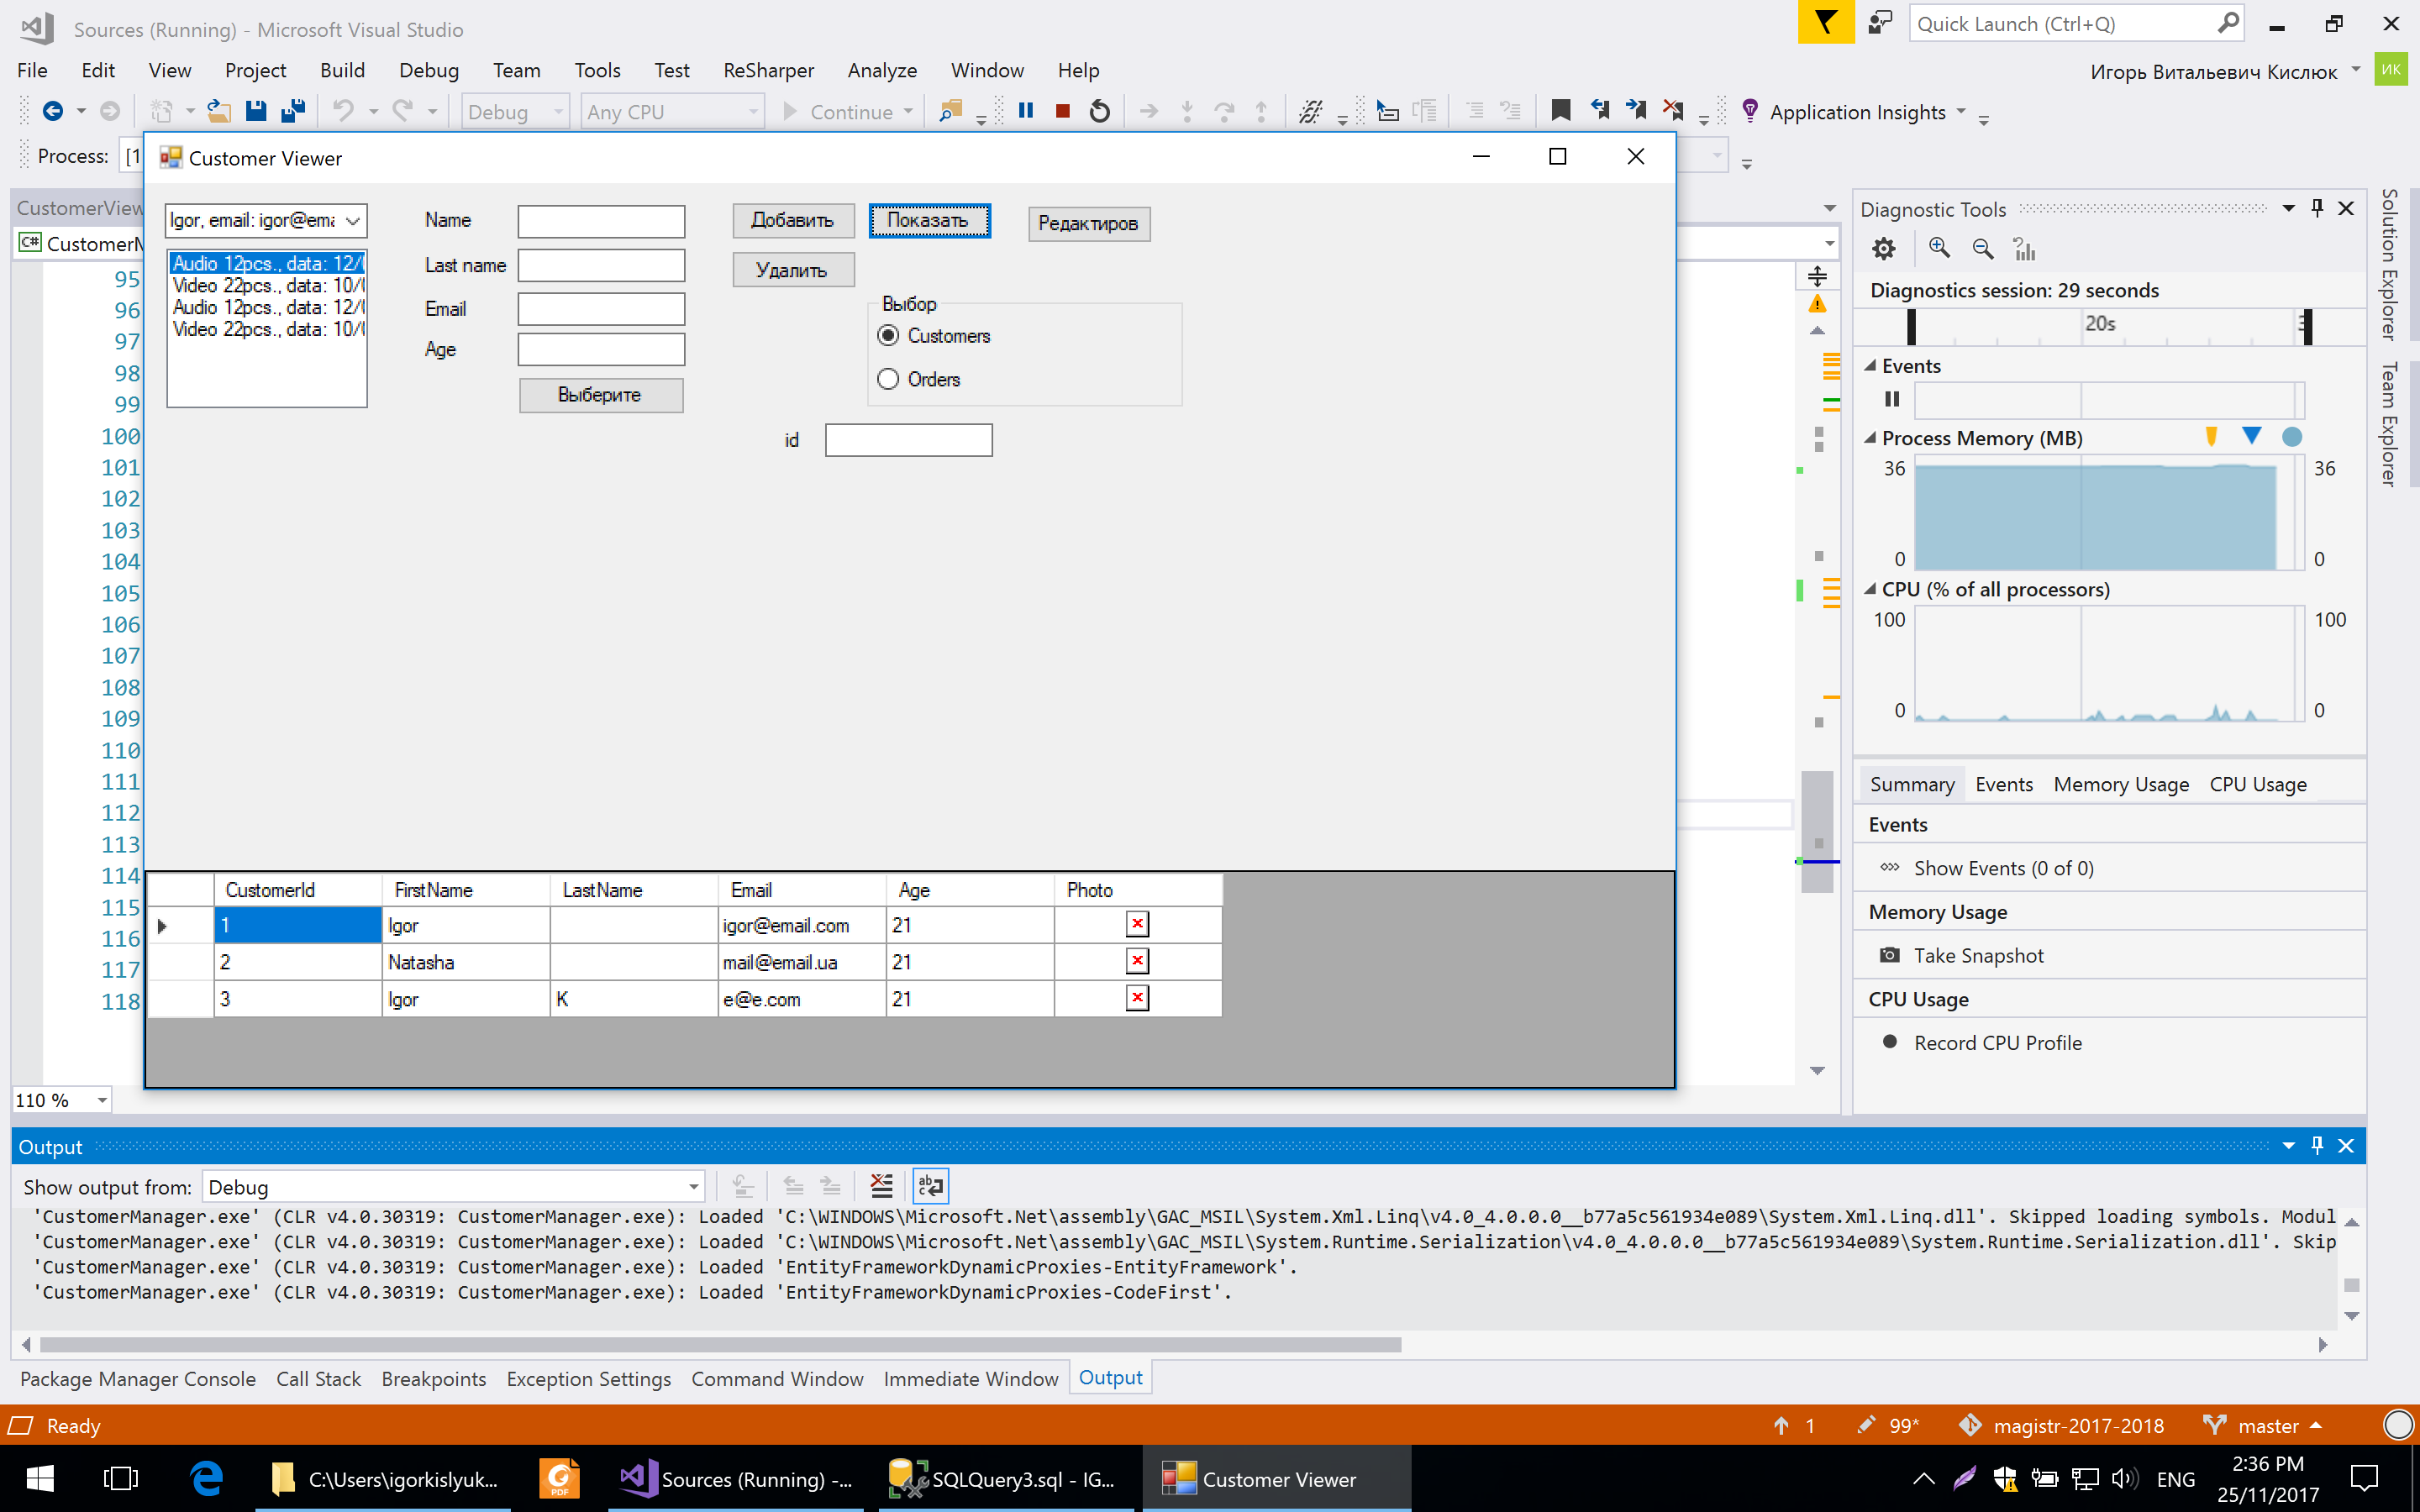 Sources (Running) - Microsoft Visual Studio
Quick Launch (Ctrl+Q)
File Edit View Project Build Debug Team Tools Test ReSharper Analyze Window Help
Игорь Витальевич Кислюк
ИК
Debug Any CPU Continue Application Insights
Process: [1
Customer Viewer
CustomerView
CustomerM
Igor, email: igor@ema
Audio 12pcs., data: 12/0
Video 22pcs., data: 10/0
Audio 12pcs., data: 12/0
Video 22pcs., data: 10/0
Name
Last name
Email
Age
Выберите
Добавить Показать Редактиров
Удалить
Выбор
Customers
Orders
id
95
96
97
98
99
100
101
102
103
104
105
106
107
108
109
110
111
112
113
114
115
116
117
118
CustomerId FirstName LastName Email Age Photo
1 Igor igor@email.com 21
2 Natasha mail@email.ua 21
3 Igor K e@e.com 21
110 %
Diagnostic Tools
Diagnostics session: 29 seconds
20s
Events
Process Memory (MB)
36 36
0 0
CPU (% of all processors)
100 100
0 0
Summary Events Memory Usage CPU Usage
Events
Show Events (0 of 0)
Memory Usage
Take Snapshot
CPU Usage
Record CPU Profile
Solution Explorer
Team Explorer
Output
Show output from: Debug
'CustomerManager.exe' (CLR v4.0.30319: CustomerManager.exe): Loaded 'C:\WINDOWS\Microsoft.Net\assembly\GAC_MSIL\System.Xml.Linq\v4.0_4.0.0.0__b77a5c561934e089\System.Xml.Linq.dll'. Skipped loading symbols. Modul
'CustomerManager.exe' (CLR v4.0.30319: CustomerManager.exe): Loaded 'C:\WINDOWS\Microsoft.Net\assembly\GAC_MSIL\System.Runtime.Serialization\v4.0_4.0.0.0__b77a5c561934e089\System.Runtime.Serialization.dll'. Skip
'CustomerManager.exe' (CLR v4.0.30319: CustomerManager.exe): Loaded 'EntityFrameworkDynamicProxies-EntityFramework'.
'CustomerManager.exe' (CLR v4.0.30319: CustomerManager.exe): Loaded 'EntityFrameworkDynamicProxies-CodeFirst'.
Package Manager Console Call Stack Breakpoints Exception Settings Command Window Immediate Window Output
Ready
1 99* magistr-2017-2018 master
C:\Users\igorkislyuk... PDF Sources (Running) -... SQLQuery3.sql - IG... Customer Viewer
ENG
2:36 PM
25/11/2017